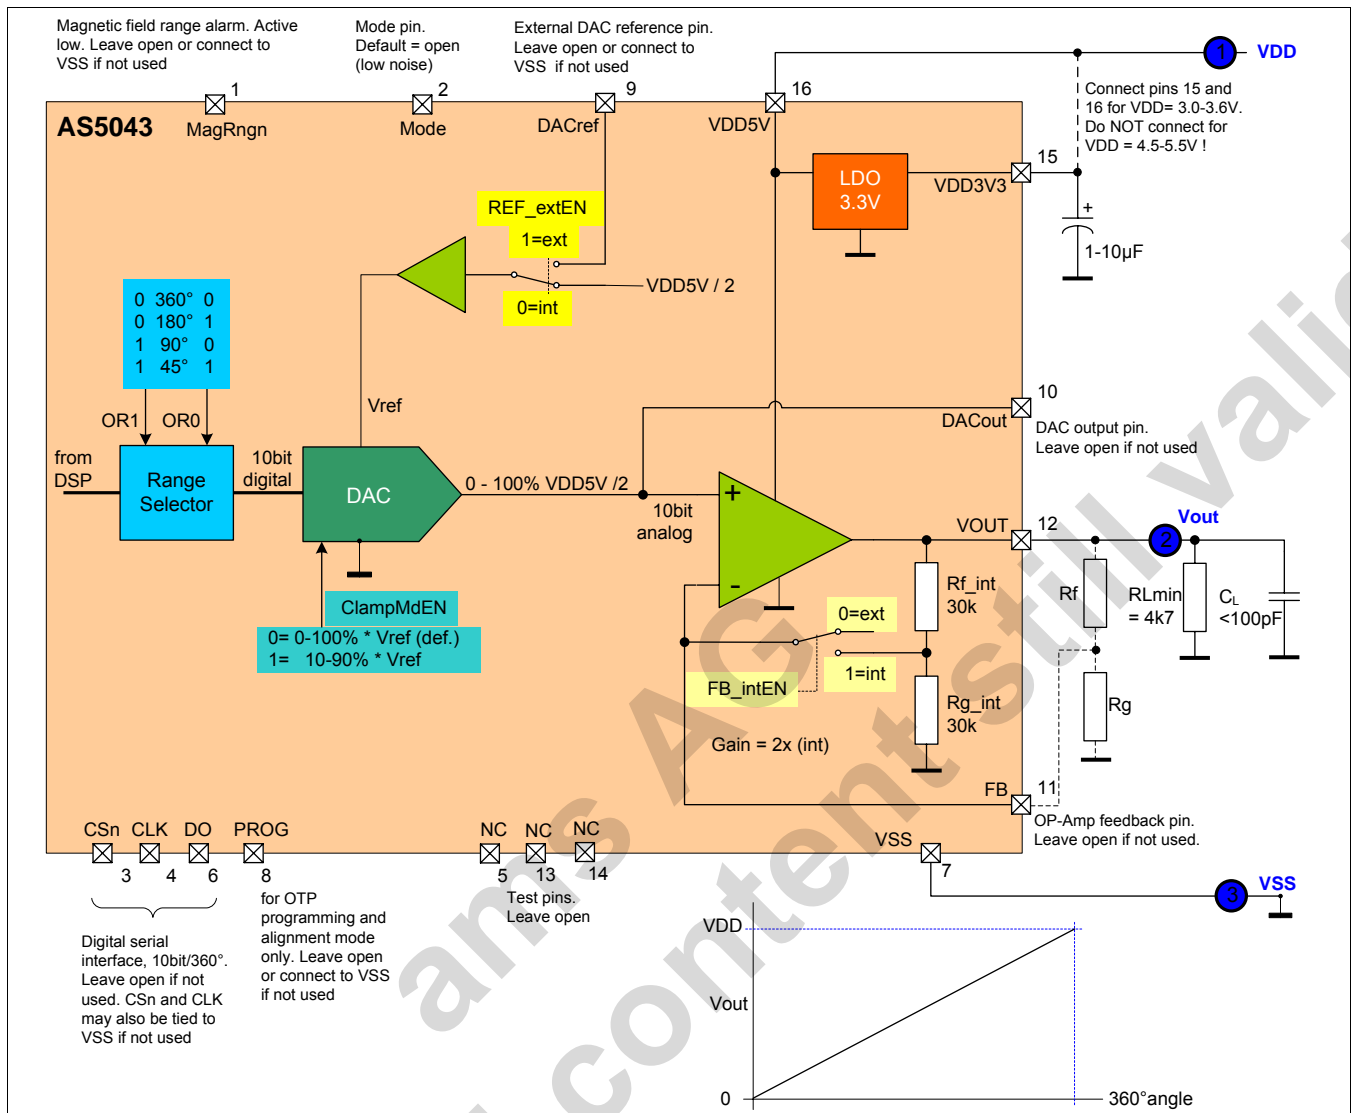 Magnetic field range alarm. Active
low. Leave open or connect to
VSS if not used
Mode pin.
Default = open
(low noise)
External DAC reference pin.
Leave open or connect to
VSS if not used
1
VDD
1
2
9
16
AS5043
MagRngn
Mode
DACref
VDD5V
Connect pins 15 and
16 for VDD= 3.0-3.6V.
Do NOT connect for
VDD = 4.5-5.5V !
15
LDO
3.3V
VDD3V3
+
1-10µF
REF_extEN
1=ext
VDD5V / 2
0=int
0 360° 0
0 180° 1
1 90° 0
1 45° 1
OR1
OR0
Vref
10
DACout
DAC output pin.
Leave open if not used
from
DSP
Range
Selector
10bit
digital
DAC
0 - 100% VDD5V /2
10bit
analog
+
-
VOUT
12
2
Vout
Rf_int
30k
Rf
RLmin
= 4k7
CL
<100pF
ClampMdEN
0= 0-100% * Vref (def.)
1= 10-90% * Vref
0=ext
1=int
FB_intEN
Rg_int
30k
Rg
Gain = 2x (int)
FB
11
OP-Amp feedback pin.
Leave open if not used.
CSn
CLK
DO
PROG
NC
NC
NC
VSS
3
4
6
8
5
13
14
7
3
VSS
Digital serial
interface, 10bit/360°.
Leave open if not
used. CSn and CLK
may also be tied to
VSS if not used
for OTP
programming and
alignment mode
only. Leave open
or connect to VSS
if not used
Test pins.
Leave open
VDD
Vout
0
360°angle
ams AG
content still valid